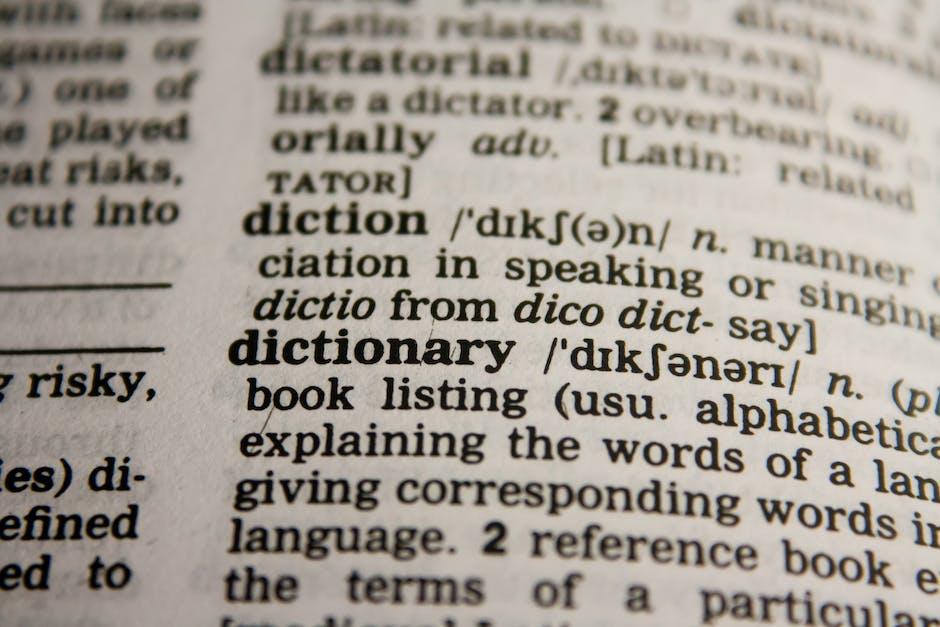 with faces
games or
.) one of
e played
eat risks,
cut into
risky,
ies) di-
efined
ed to
[Latin: related to DICTATE]
dictatorial /ˌdɪktəˈtɔːrɪəl/ adj.
like a dictator. 2 overbearing.
orially adv. [Latin: related
TATOR]
diction /ˈdɪkʃ(ə)n/ n. manner
ciation in speaking or singing
dictio from dico dict- say]
dictionary /ˈdɪkʃənərɪ/ n. (pl
book listing (usu. alphabetica
explaining the words of a lan
giving corresponding words in
language. 2 reference book e
the terms of a particular